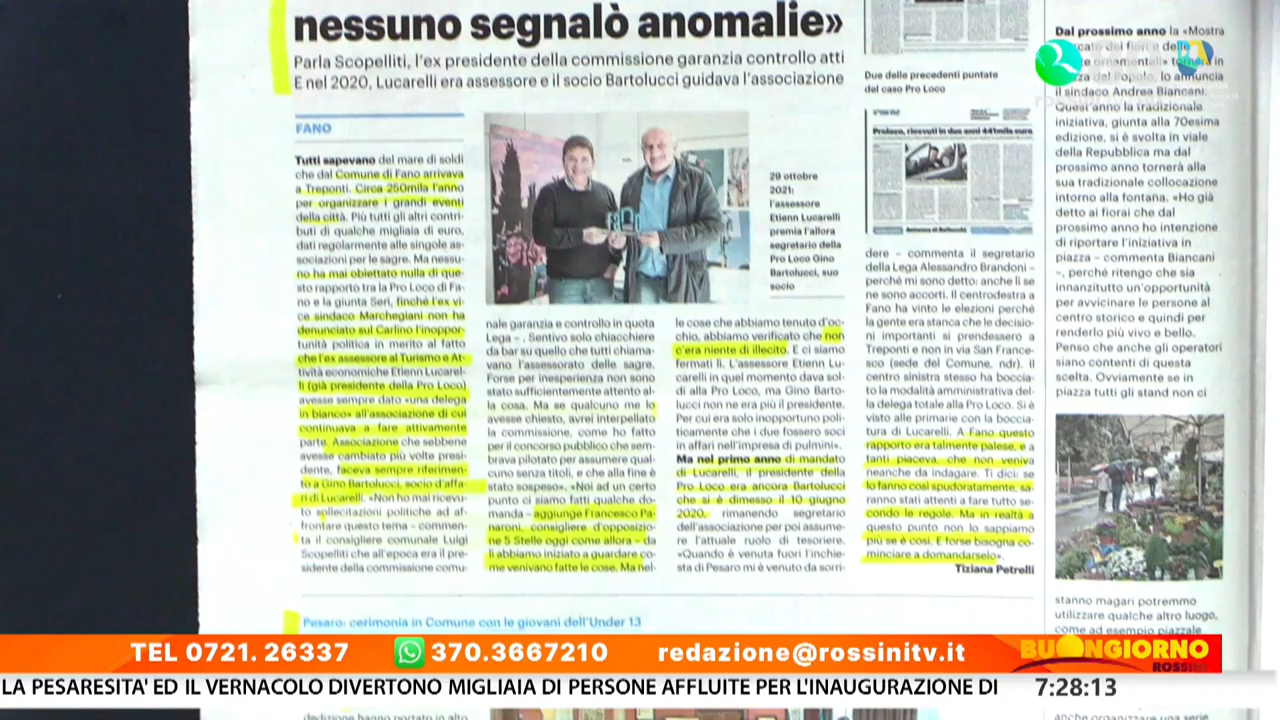 nessuno segnalò anomalie»
Parla Scopelliti, l'ex presidente della commissione garanzia controllo atti
E nel 2020, Lucarelli era assessore e il socio Bartolucci guidava l'associazione
FANO
Tutti sapevano del mare di soldi
che dal Comune di Fano arrivava
a Treponti. Circa 250mila l'anno
per organizzare i grandi eventi
della città. Più tutti gli altri contri-
buti di qualche migliaia di euro,
dati regolarmente alle singole as-
sociazioni per le sagre. Ma nessu-
no ha mai obiettato nulla di que-
sto rapporto tra la Pro Loco di Fa-
no e la giunta Seri, finché l'ex vi-
ce sindaco Marchegiani non ha
denunciato sul Carlino l'inoppor-
tunità politica in merito al fatto
che l'ex assessore al Turismo e At-
tività economiche Etienn Lucarel-
li (già presidente della Pro Loco)
avesse sempre dato «una delega
in bianco» all'associazione di cui
continuava a fare attivamente
parte. Associazione che sebbene
avesse cambiato più volte presi-
dente, faceva sempre riferimen-
to a Gino Bartolucci, socio d'affa-
ri di Lucarelli. «Non ho mai ricevu-
to sollecitazioni politiche ad af-
frontare questo tema – commen-
ta il consigliere comunale Luigi
Scopelliti che all'epoca era il pre-
sidente della commissione comu-
29 ottobre
2021:
l'assessore
Etienn Lucarelli
premia l'allora
segretario della
Pro Loco Gino
Bartolucci, suo
socio
nale garanzia e controllo in quota
Lega – . Sentivo solo chiacchiere
da bar su quello che tutti chiama-
vano l'assessorato delle sagre.
Forse per inesperienza non sono
stato sufficientemente attento al-
la cosa. Ma se qualcuno me lo
avesse chiesto, avrei interpellato
la commissione, come ho fatto
per il concorso pubblico che sem-
brava pilotato per assumere qual-
cuno senza titoli, e che alla fine è
stato sospeso». «Noi ad un certo
punto ci siamo fatti qualche do-
manda – aggiunge Francesco Pa-
naroni, consigliere d'opposizio-
ne 5 Stelle oggi come allora – da
lì abbiamo iniziato a guardare co-
me venivano fatte le cose. Ma nel-
le cose che abbiamo tenuto d'oc-
chio, abbiamo verificato che non
c'era niente di illecito. E ci siamo
fermati lì. L'assessore Etienn Lu-
carelli in quel momento dava sol-
di alla Pro Loco, ma Gino Barto-
lucci non ne era più il presidente.
Per cui era solo inopportuno poli-
ticamente che i due fossero soci
in affari nell'impresa di pulmini».
Ma nel primo anno di mandato
di Lucarelli, il presidente della
Pro Loco era ancora Bartolucci
che si è dimesso il 10 giugno
2020, rimanendo segretario
dell'associazione per poi assume-
re l'attuale ruolo di tesoriere.
«Quando è venuta fuori l'inchie-
sta di Pesaro mi è venuto da sorri-
Due delle precedenti puntate
del caso Pro Loco
Proloco, ricevuti in due anni 441mila euro
dere – commenta il segretario
della Lega Alessandro Brandoni –
perché mi sono detto: anche lì se
ne sono accorti. Il centrodestra a
Fano ha vinto le elezioni perché
la gente era stanca che le decisio-
ni importanti si prendessero a
Treponti e non in via San France-
sco (sede del Comune, ndr). Il
centro sinistra stesso ha boccia-
to la modalità amministrativa del-
la delega totale alla Pro Loco. Si è
visto alle primarie con la boccia-
tura di Lucarelli. A Fano questo
rapporto era talmente palese, e a
tanti piaceva, che non veniva
neanche da indagare. Ti dici: se
lo fanno così spudoratamente, sa-
ranno stati attenti a fare tutto se-
condo le regole. Ma in realtà a
questo punto non lo sappiamo
più se è così. E forse bisogna co-
minciare a domandarselo».
Tiziana Petrelli
Dal prossimo anno la «Mostra
iniziativa, giunta alla 70esima
edizione, si è svolta in viale
della Repubblica ma dal
prossimo anno tornerà alla
sua tradizionale collocazione
intorno alla fontana. «Ho già
detto ai fiorai che dal
prossimo anno ho intenzione
di riportare l'iniziativa in
piazza – commenta Biancani
–, perché ritengo che sia
innanzitutto un'opportunità
per avvicinare le persone al
centro storico e quindi per
renderlo più vivo e bello.
Penso che anche gli operatori
siano contenti di questa
scelta. Ovviamente se in
piazza tutti gli stand non ci
stanno magari potremmo
utilizzare qualche altro luogo,
come ad esempio piazzale
Pesaro: cerimonia in Comune con le giovani dell'Under 13
TEL 0721. 26337
370.3667210
redazione@rossinitv.it
BUONGIORNO
LA PESARESITA' ED IL VERNACOLO DIVERTONO MIGLIAIA DI PERSONE AFFLUITE PER L'INAUGURAZIONE DI
7:28:13